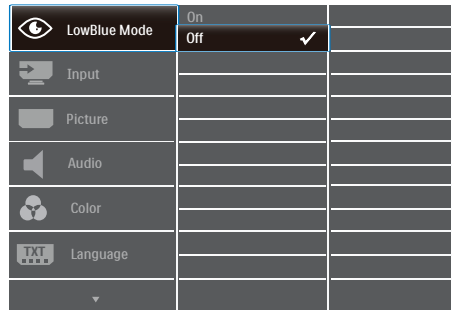 LowBlue Mode
On
Off
Input
Picture
Audio
Color
TXT
Language